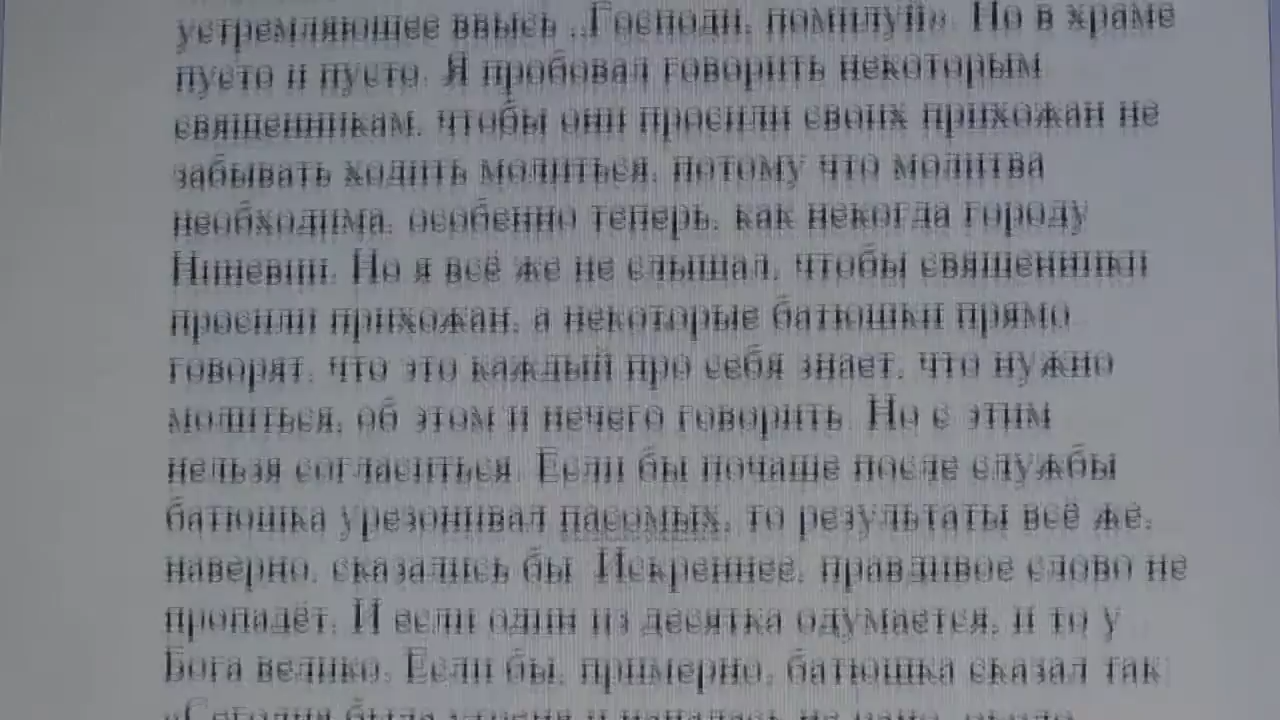 устремляющее ввысь „Господи, помилуй». Но в храме
пусто и пусто. Я пробовал говорить некоторым
священникам, чтобы они просили своих прихожан не
забывать ходить молиться, потому что молитва
необходима, особенно теперь, как некогда городу
Ниневии. Но я всё же не слышал, чтобы священники
просили прихожан, а некоторые батюшки прямо
говорят, что это каждый про себя знает, что нужно
молиться, об этом и нечего говорить. Но с этим
нельзя согласиться. Если бы почаще после службы
батюшка урезонивал пасомых, то результаты всё же,
наверно, сказались бы. Искреннее, правдивое слово не
пропадёт. И если один из десятка одумается, и то у
Бога велико. Если бы, примерно, батюшка сказал так:
«Сегодня была